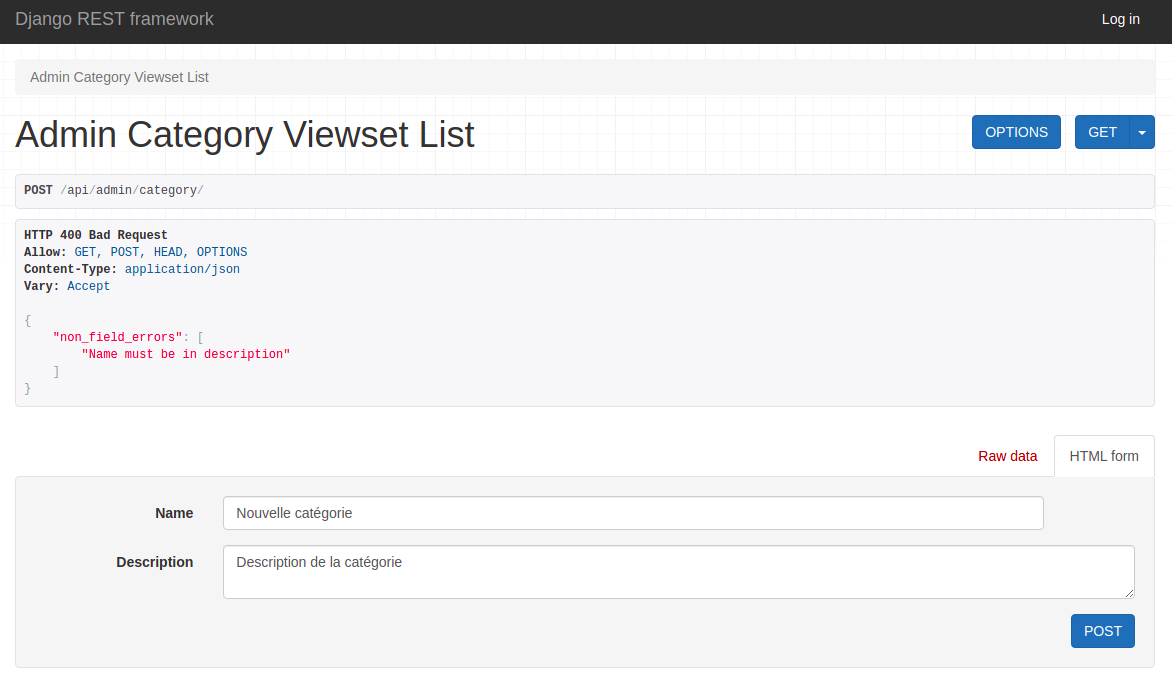 Django REST framework
Log in
Admin Category Viewset List
Admin Category Viewset List
OPTIONS
GET
POST /api/admin/category/
HTTP 400 Bad Request
Allow: GET, POST, HEAD, OPTIONS
Content-Type: application/json
Vary: Accept
{
    "non_field_errors": [
        "Name must be in description"
    ]
}
Raw data
HTML form
Name
Nouvelle catégorie
Description
Description de la catégorie
POST